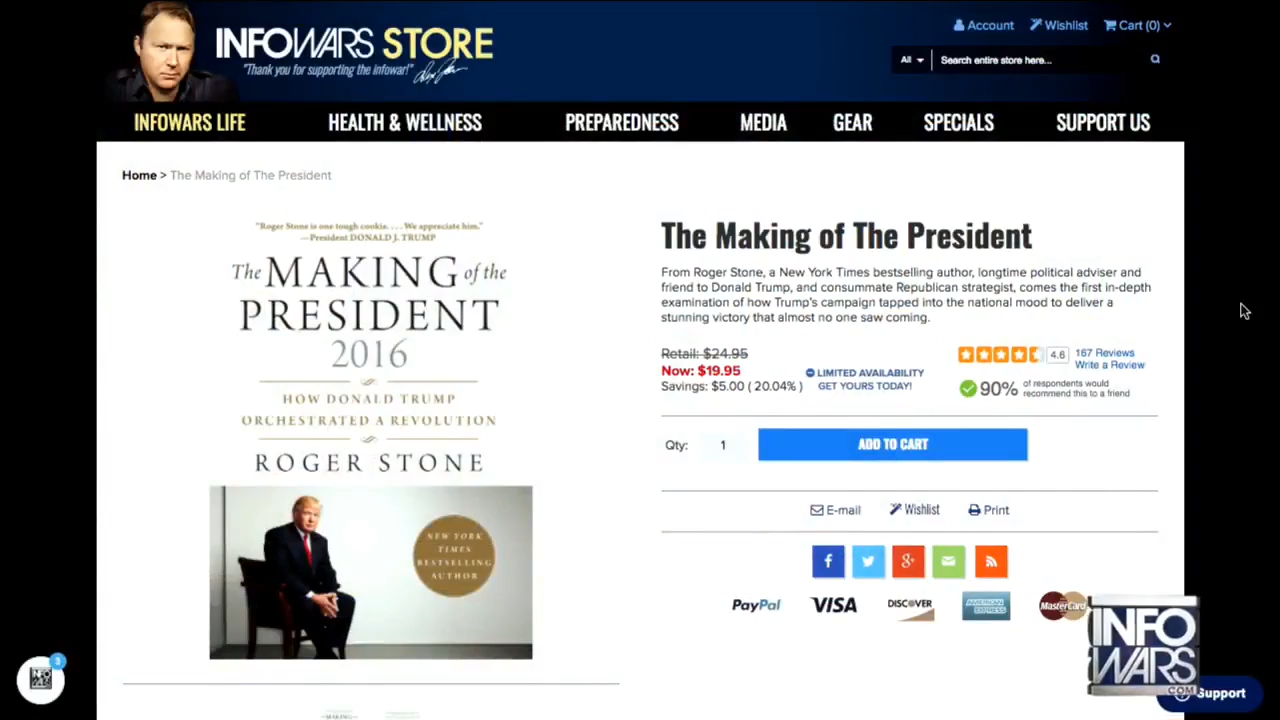 INFOWARS STORE
"Thank you for supporting the infowar!"
Account
Wishlist
Cart (0)
All
Search entire store here...
INFOWARS LIFE
HEALTH & WELLNESS
PREPAREDNESS
MEDIA
GEAR
SPECIALS
SUPPORT US
Home > The Making of The President
"Roger Stone is one tough cookie. . . . We appreciate him."
—President DONALD J. TRUMP
The MAKING of the
PRESIDENT
2016
HOW DONALD TRUMP
ORCHESTRATED A REVOLUTION
ROGER STONE
NEW YORK
TIMES
BESTSELLING
AUTHOR
The Making of The President
From Roger Stone, a New York Times bestselling author, longtime political adviser and
friend to Donald Trump, and consummate Republican strategist, comes the first in-depth
examination of how Trump's campaign tapped into the national mood to deliver a
stunning victory that almost no one saw coming.
Retail: $24.95
Now: $19.95
Savings: $5.00 ( 20.04% )
LIMITED AVAILABILITY
GET YOURS TODAY!
4.6
167 Reviews
Write a Review
90%
of respondents would
recommend this to a friend
Qty:
1
ADD TO CART
E-mail
Wishlist
Print
PayPal
VISA
DISCOVER
AMERICAN EXPRESS
MasterCard
INFO
WARS
.COM
Support
INFO
WARS
3